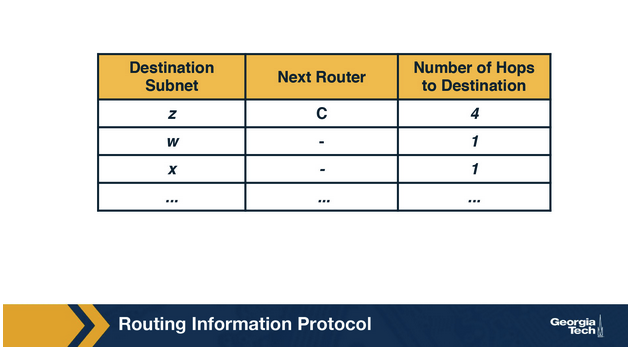 Destination Subnet Next Router Number of Hops to Destination
z C 4
w - 1
x - 1
... ... ...
Routing Information Protocol
Georgia Tech